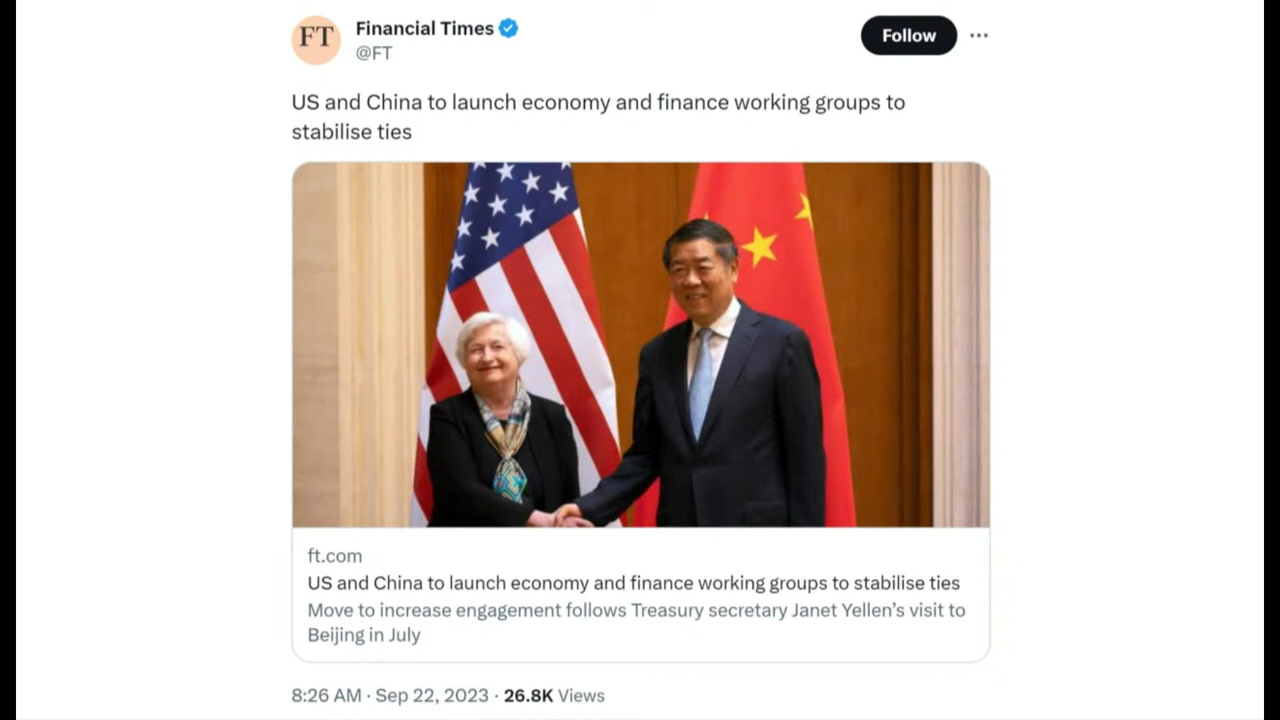 FT
Financial Times
@FT
Follow
US and China to launch economy and finance working groups to
stabilise ties
ft.com
US and China to launch economy and finance working groups to stabilise ties
Move to increase engagement follows Treasury secretary Janet Yellen’s visit to
Beijing in July
8:26 AM · Sep 22, 2023 · 26.8K Views